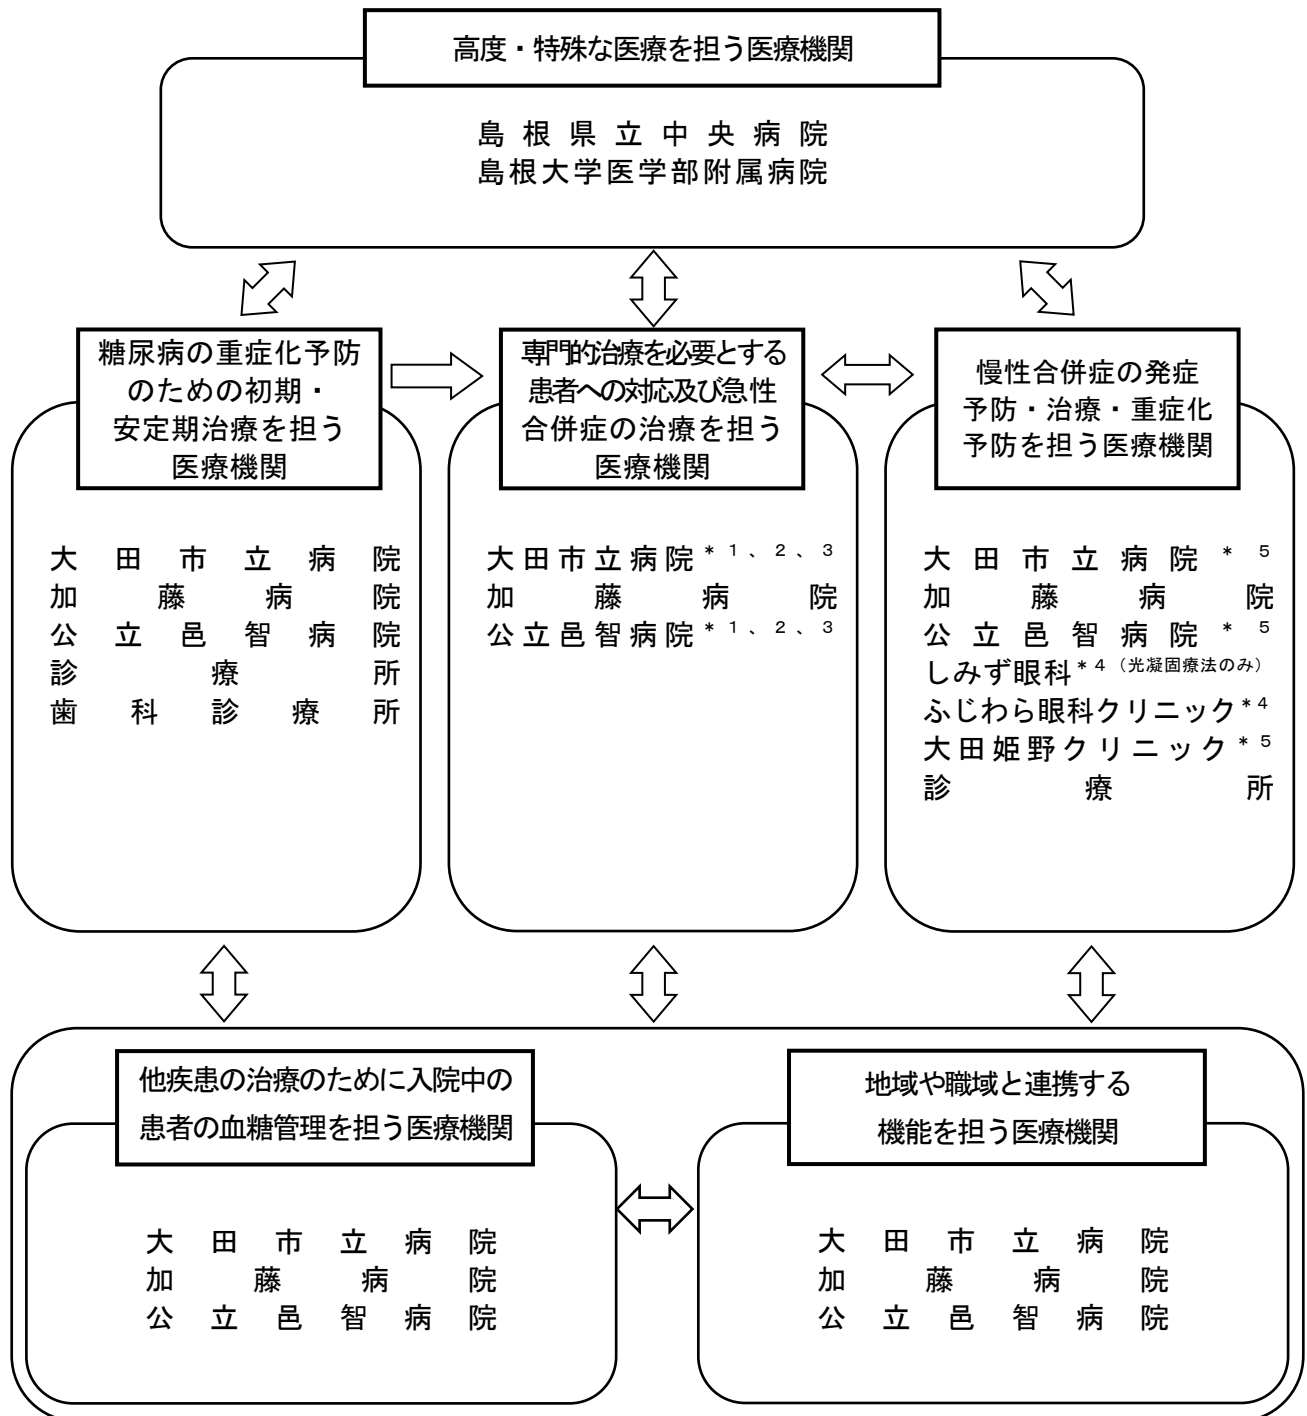 高度・特殊な医療を担う医療機関
島根県立中央病院
島根大学医学部附属病院
糖尿病の重症化予防
のための初期・
安定期治療を担う
医療機関
大田市立病院
加藤病院
公立邑智病院
診療所
歯科診療所
専門的治療を必要とする
患者への対応及び急性
合併症の治療を担う
医療機関
大田市立病院*1、2、3
加藤病院
公立邑智病院*1、2、3
慢性合併症の発症
予防・治療・重症化
予防を担う医療機関
大田市立病院*5
加藤病院
公立邑智病院*5
しみず眼科*4(光凝固療法のみ)
ふじわら眼科クリニック*4
大田姫野クリニック*5
診療所
他疾患の治療のために入院中の
患者の血糖管理を担う医療機関
大田市立病院
加藤病院
公立邑智病院
地域や職域と連携する
機能を担う医療機関
大田市立病院
加藤病院
公立邑智病院